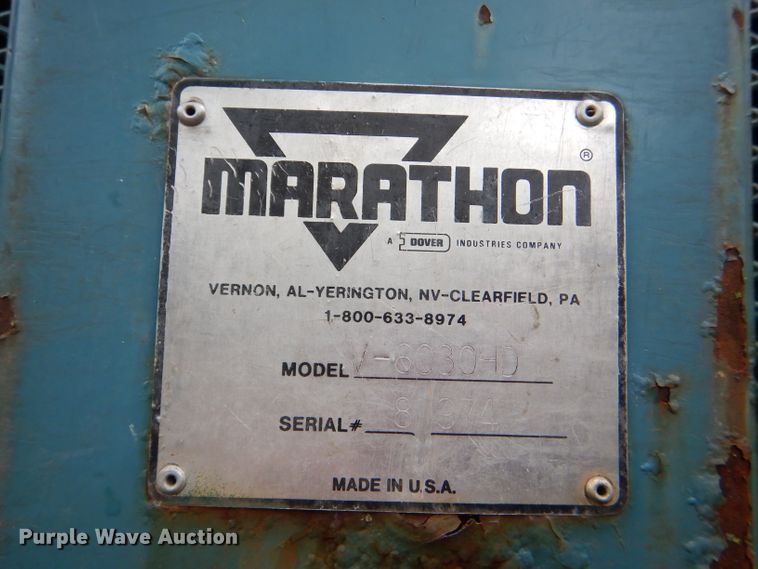 MARATHON ®
A DOVER INDUSTRIES COMPANY
VERNON, AL-YERINGTON, NV-CLEARFIELD, PA
1-800-633-8974
MODEL V-6030HD
SERIAL#
MADE IN U.S.A.
Purple Wave Auction